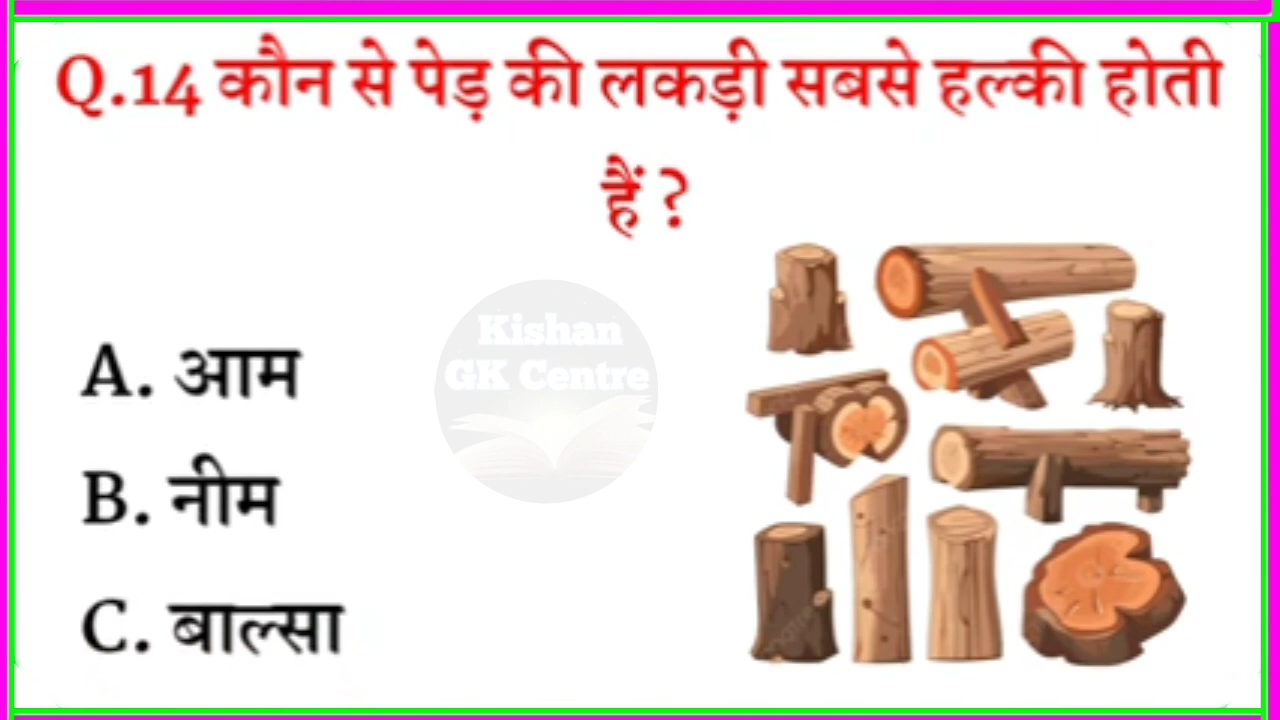 Q.14 कौन से पेड़ की लकड़ी सबसे हल्की होती
हैं ?
Kishan
GK Centre
A. आम
B. नीम
C. बाल्सा